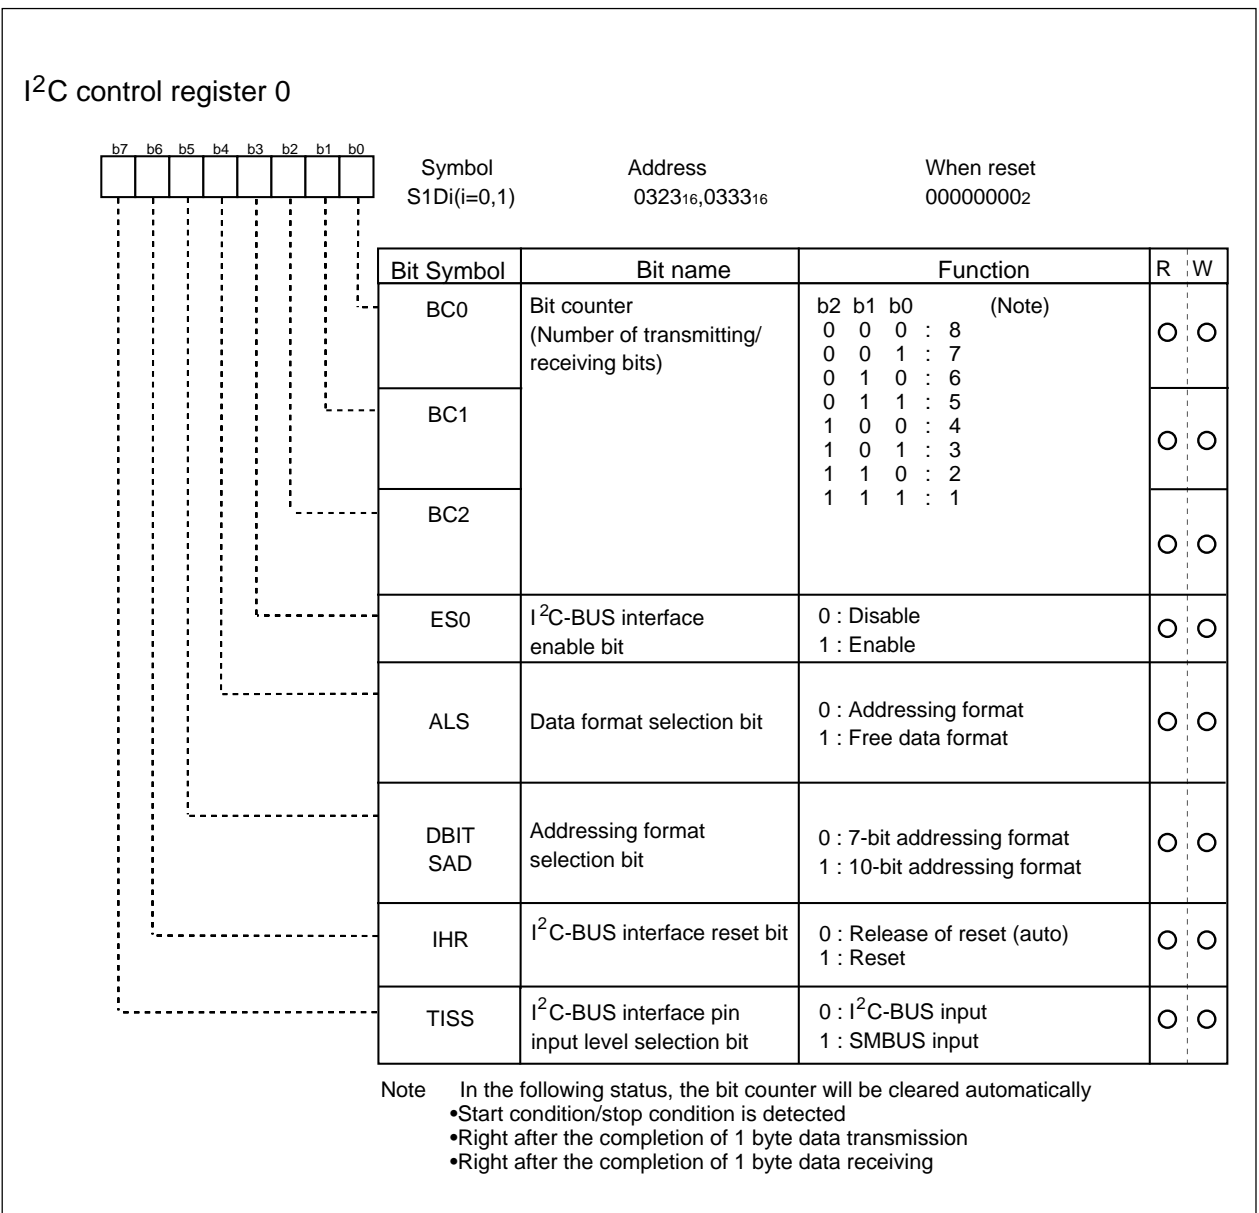 I2C control register 0
b7 b6 b5 b4 b3 b2 b1 b0
Symbol Address When reset
S1Di(i=0,1) 032316,033316 000000002
Bit Symbol Bit name Function R W
BC0 Bit counter b2 b1 b0 (Note)
(Number of transmitting/ 0 0 0 : 8
receiving bits) 0 0 1 : 7
0 1 0 : 6
BC1 0 1 1 : 5
1 0 0 : 4
1 0 1 : 3
1 1 0 : 2
1 1 1 : 1
BC2
ES0 I2C-BUS interface 0 : Disable
enable bit 1 : Enable
ALS Data format selection bit 0 : Addressing format
1 : Free data format
DBIT Addressing format 0 : 7-bit addressing format
SAD selection bit 1 : 10-bit addressing format
IHR I2C-BUS interface reset bit 0 : Release of reset (auto)
1 : Reset
TISS I2C-BUS interface pin 0 : I2C-BUS input
input level selection bit 1 : SMBUS input
Note In the following status, the bit counter will be cleared automatically
•Start condition/stop condition is detected
•Right after the completion of 1 byte data transmission
•Right after the completion of 1 byte data receiving